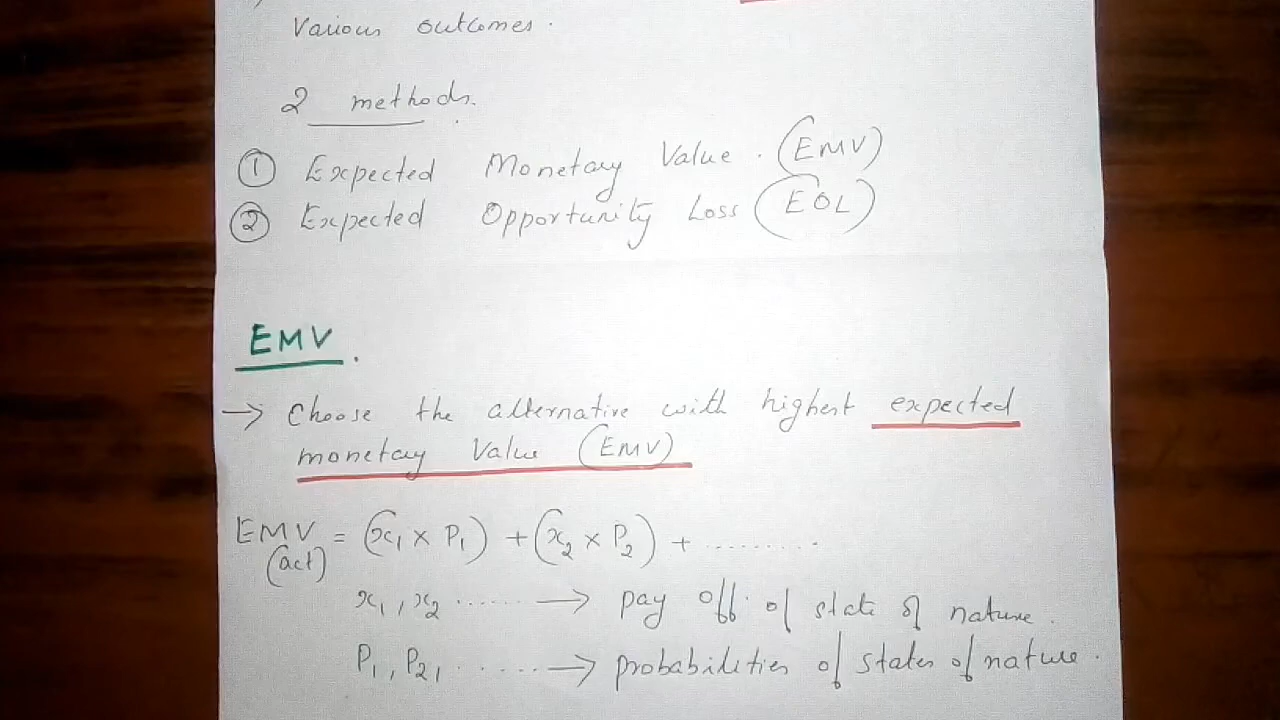 Various outcomes.
2 methods.
① Expected Monetary Value. (EMV)
② Expected Opportunity Loss (EOL)
EMV.
→ Choose the alternative with highest expected
monetary Value (EMV)
EMV (act) = (x₁ × P₁) + (x₂ × P₂) + .........
x₁, x₂ ...... → pay off of state of nature.
P₁, P₂, ...... → probabilities of states of nature.